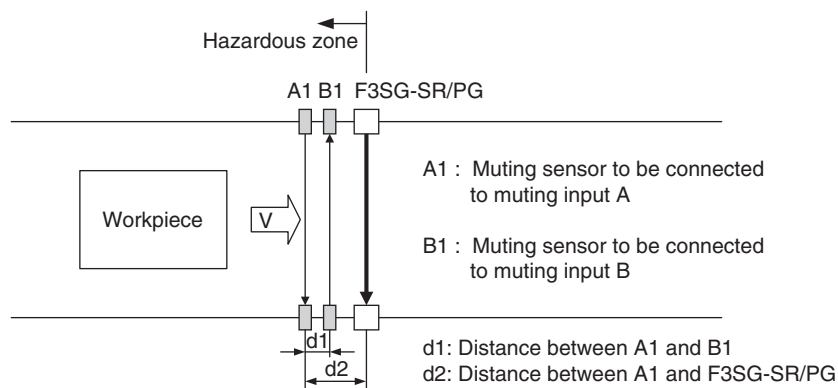 Hazardous zone
A1 B1 F3SG-SR/PG
Workpiece
V
A1 : Muting sensor to be connected
to muting input A
B1 : Muting sensor to be connected
to muting input B
d1
d2
d1: Distance between A1 and B1
d2: Distance between A1 and F3SG-SR/PG